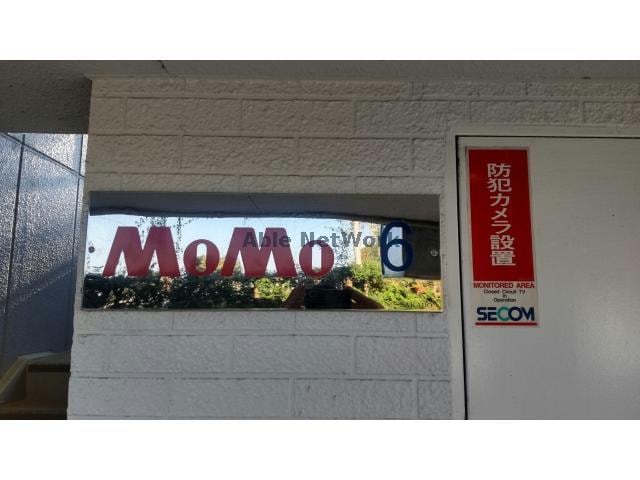 MoMo 6
Able NetWork
防犯カメラ設置
MONITORED AREA
Closed Circuit TV
in
Operation
SECOM